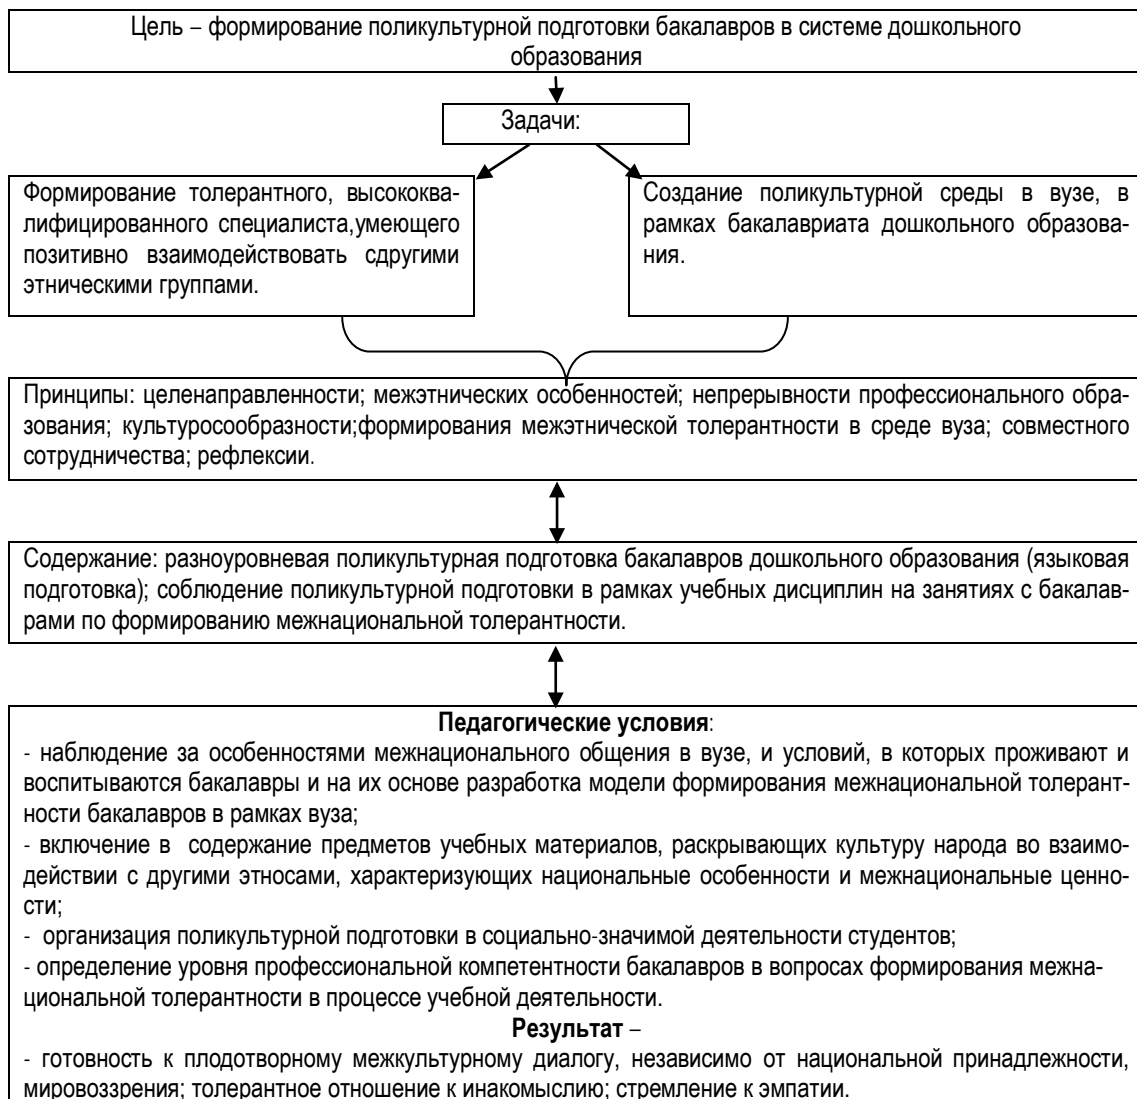 Цель – формирование поликультурной подготовки бакалавров в системе дошкольного
образования
Задачи:
Формирование толерантного, высококва-
лифицированного специалиста,умеющего
позитивно взаимодействовать сдругими
этническими группами.
Создание поликультурной среды в вузе, в
рамках бакалавриата дошкольного образова-
ния.
Принципы: целенаправленности; межэтнических особенностей; непрерывности профессионального обра-
зования; культуросообразности;формирования межэтнической толерантности в среде вуза; совместного
сотрудничества; рефлексии.
Содержание: разноуровневая поликультурная подготовка бакалавров дошкольного образования (языковая
подготовка); соблюдение поликультурной подготовки в рамках учебных дисциплин на занятиях с бакалав-
рами по формированию межнациональной толерантности.
Педагогические условия:
- наблюдение за особенностями межнационального общения в вузе, и условий, в которых проживают и
воспитываются бакалавры и на их основе разработка модели формирования межнациональной толерант-
ности бакалавров в рамках вуза;
- включение в содержание предметов учебных материалов, раскрывающих культуру народа во взаимо-
действии с другими этносами, характеризующих национальные особенности и межнациональные ценно-
сти;
- организация поликультурной подготовки в социально-значимой деятельности студентов;
- определение уровня профессиональной компетентности бакалавров в вопросах формирования межна-
циональной толерантности в процессе учебной деятельности.
Результат –
- готовность к плодотворному межкультурному диалогу, независимо от национальной принадлежности,
мировоззрения; толерантное отношение к инакомыслию; стремление к эмпатии.